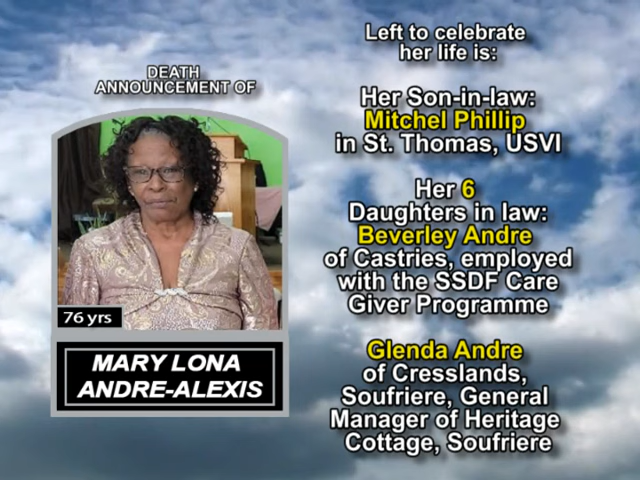 DEATH
ANNOUNCEMENT OF
76 yrs
MARY LONA
ANDRE-ALEXIS
Left to celebrate
her life is:
Her Son-in-law:
Mitchel Phillip
in St. Thomas, USVI
Her 6
Daughters in law:
Beverley Andre
of Castries, employed
with the SSDF Care
Giver Programme
Glenda Andre
of Cresslands,
Soufriere, General
Manager of Heritage
Cottage, Soufriere